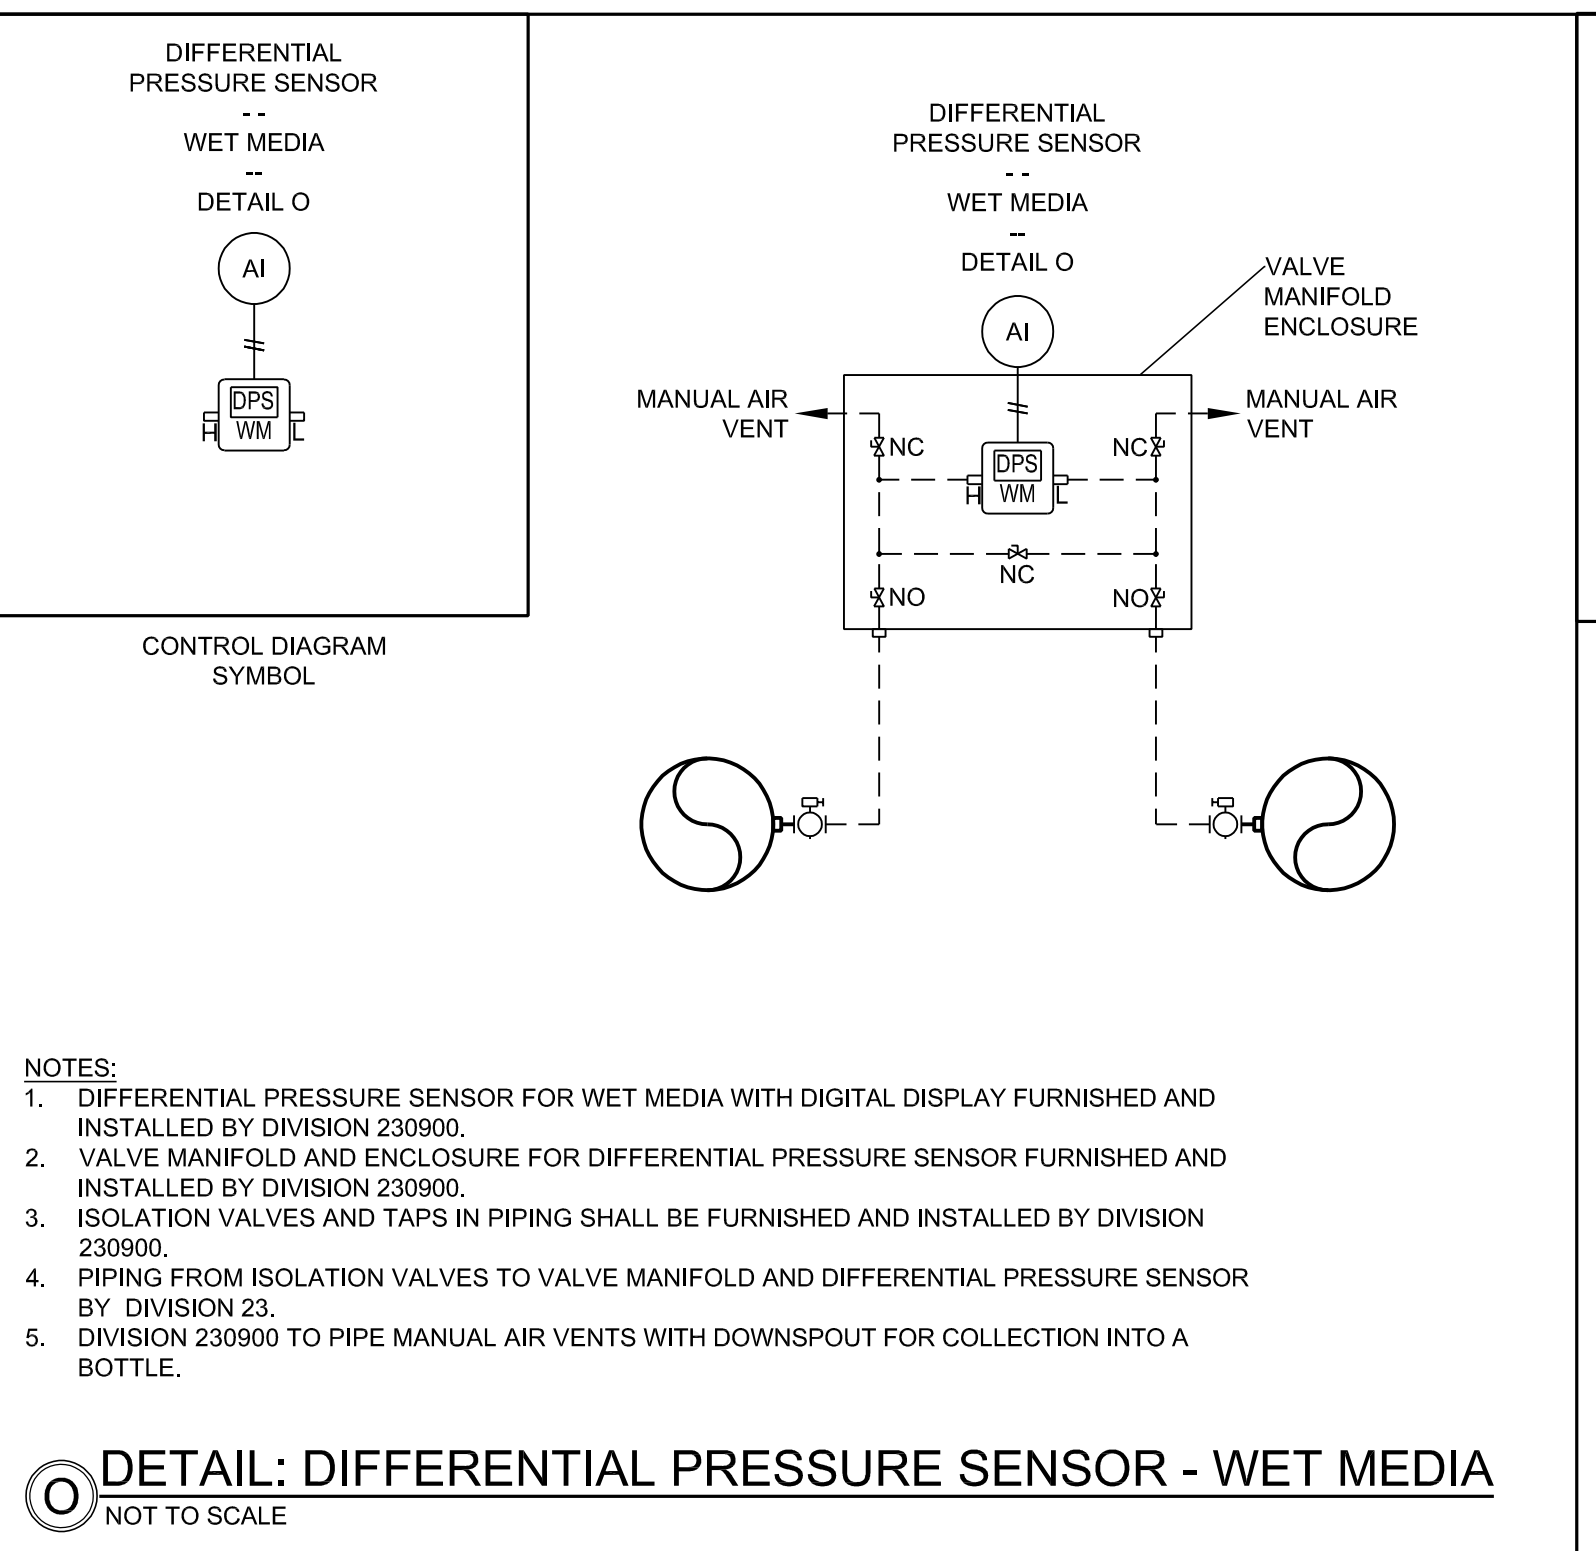 DIFFERENTIAL
PRESSURE SENSOR
- -
WET MEDIA
--
DETAIL O
AI
DPS
H WM L
CONTROL DIAGRAM
SYMBOL
DIFFERENTIAL
PRESSURE SENSOR
- -
WET MEDIA
--
DETAIL O
VALVE
MANIFOLD
ENCLOSURE
AI
MANUAL AIR
VENT
MANUAL AIR
VENT
NC
NC
DPS
H WM L
NC
NO
NO
NOTES:
1. DIFFERENTIAL PRESSURE SENSOR FOR WET MEDIA WITH DIGITAL DISPLAY FURNISHED AND
INSTALLED BY DIVISION 230900.
2. VALVE MANIFOLD AND ENCLOSURE FOR DIFFERENTIAL PRESSURE SENSOR FURNISHED AND
INSTALLED BY DIVISION 230900.
3. ISOLATION VALVES AND TAPS IN PIPING SHALL BE FURNISHED AND INSTALLED BY DIVISION
230900.
4. PIPING FROM ISOLATION VALVES TO VALVE MANIFOLD AND DIFFERENTIAL PRESSURE SENSOR
BY DIVISION 23.
5. DIVISION 230900 TO PIPE MANUAL AIR VENTS WITH DOWNSPOUT FOR COLLECTION INTO A
BOTTLE.
O DETAIL: DIFFERENTIAL PRESSURE SENSOR - WET MEDIA
NOT TO SCALE